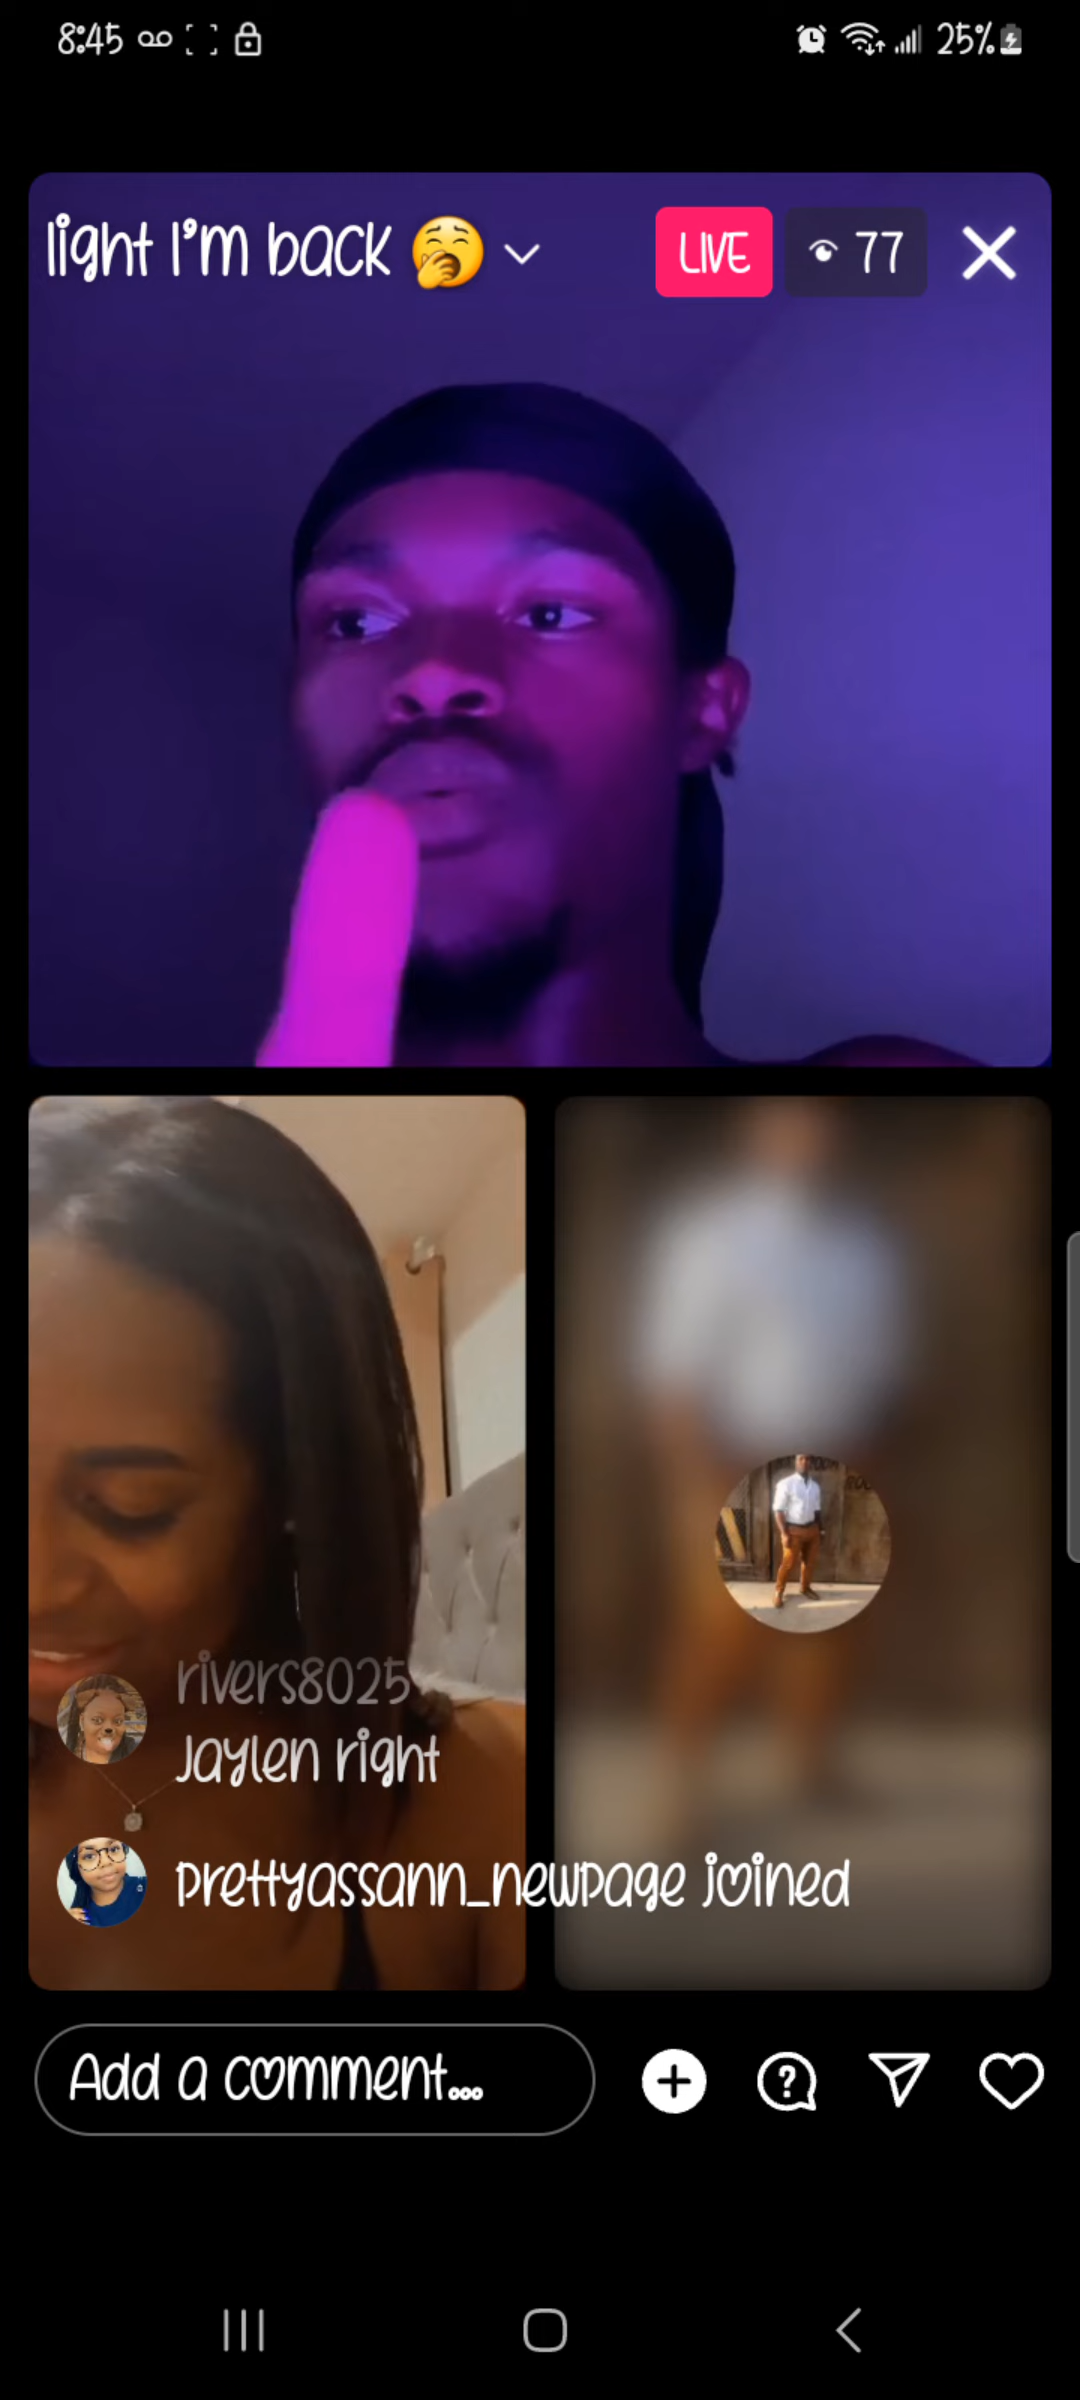 8:45
25%
light I'm back 🥱
LIVE
77
rivers8025
Jaylen right
prettyassann_newpage joined
Add a comment...